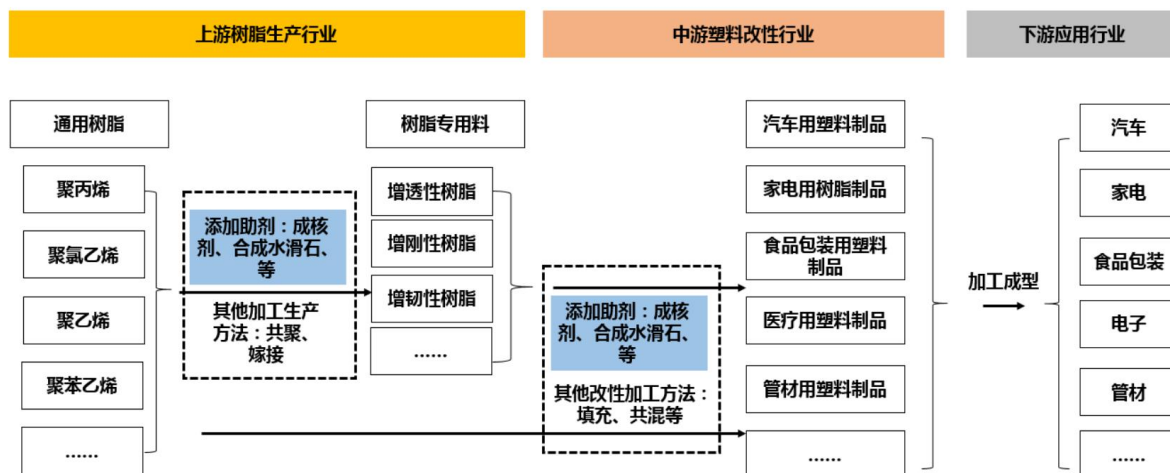 上游树脂生产行业
中游塑料改性行业
下游应用行业
通用树脂
聚丙烯
聚氯乙烯
聚乙烯
聚苯乙烯
......
添加助剂：成核
剂、合成水滑石、
等
其他加工生产
方法：共聚、
嫁接
树脂专用料
增透性树脂
增刚性树脂
增韧性树脂
......
添加助剂：成核
剂、合成水滑石、
等
其他改性加工方法：
填充、共混等
汽车用塑料制品
家电用树脂制品
食品包装用塑料
制品
医疗用塑料制品
管材用塑料制品
......
加工成型
汽车
家电
食品包装
电子
管材
......